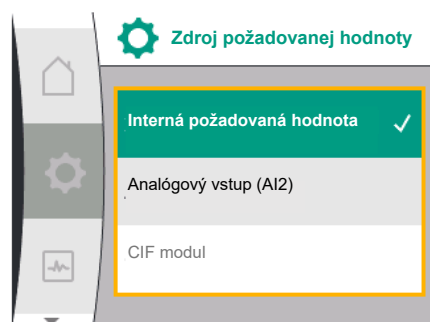 Zdroj požadovanej hodnoty
Interná požadovaná hodnota
Analógový vstup (AI2)
CIF modul